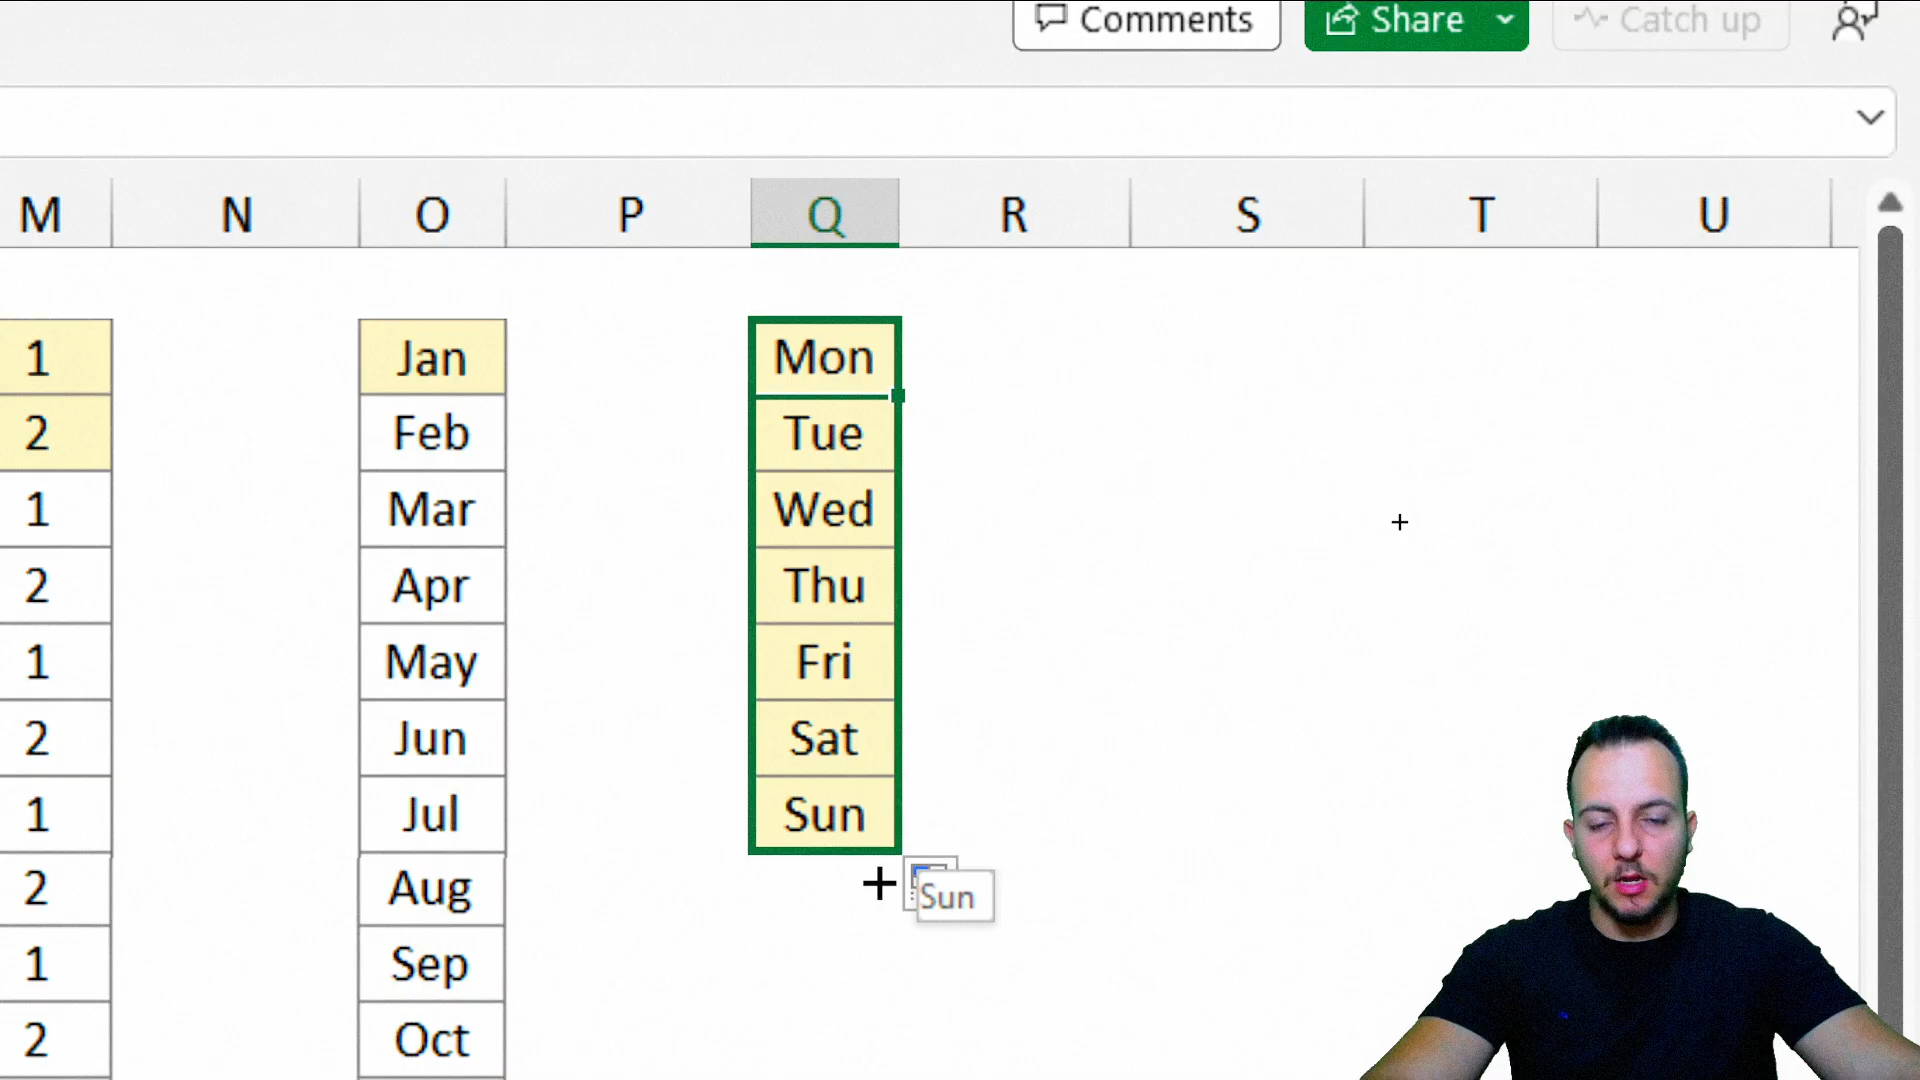 Comments Share Catch up
M N O P Q R S T U
1 Jan Mon
2 Feb Tue
1 Mar Wed
2 Apr Thu
1 May Fri
2 Jun Sat
1 Jul Sun
2 Aug Sun
1 Sep
2 Oct